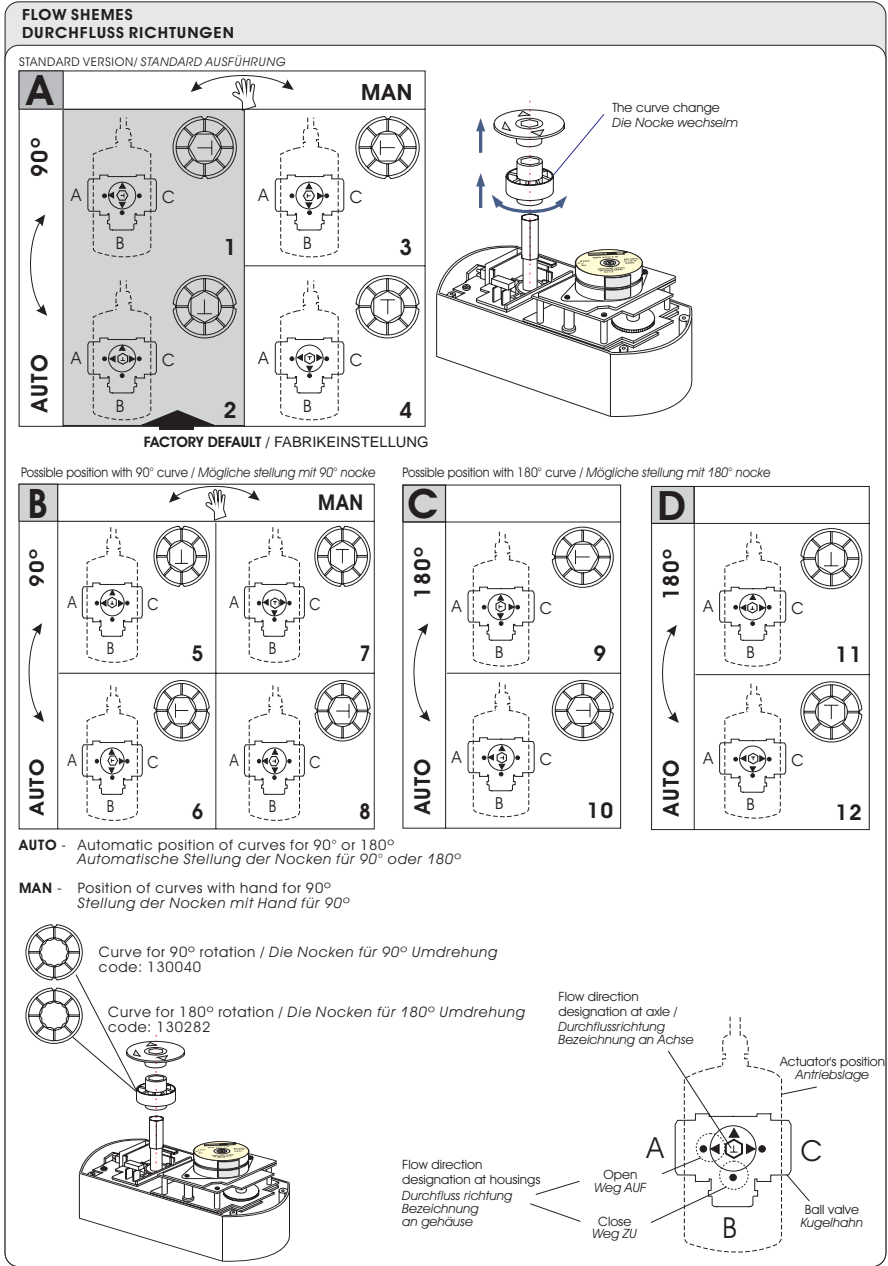 FLOW SHEMES
DURCHFLUSS RICHTUNGEN
STANDARD VERSION/ STANDARD AUSFÜHRUNG
A
MAN
90°
AUTO
A
C
B
1
A
C
B
3
A
C
B
2
A
C
B
4
FACTORY DEFAULT / FABRIKEINSTELLUNG
The curve change
Die Nocke wechselm
Possible position with 90° curve / Mögliche stellung mit 90° nocke
B
MAN
90°
AUTO
A
C
B
5
A
C
B
7
A
C
B
6
A
C
B
8
Possible position with 180° curve / Mögliche stellung mit 180° nocke
C
180°
AUTO
A
C
B
9
A
C
B
10
D
180°
AUTO
A
C
B
11
A
C
B
12
AUTO - Automatic position of curves for 90° or 180°
Automatische Stellung der Nocken für 90° oder 180°
MAN - Position of curves with hand for 90°
Stellung der Nocken mit Hand für 90°
Curve for 90° rotation / Die Nocken für 90° Umdrehung
code: 130040
Curve for 180° rotation / Die Nocken für 180° Umdrehung
code: 130282
Flow direction
designation at axle /
Durchflussrichtung
Bezeichnung an Achse
Actuator's position
Antriebslage
A
C
B
Flow direction
designation at housings
Durchfluss richtung
Bezeichnung
an gehäuse
Open
Weg AUF
Close
Weg ZU
Ball valve
Kugelhahn